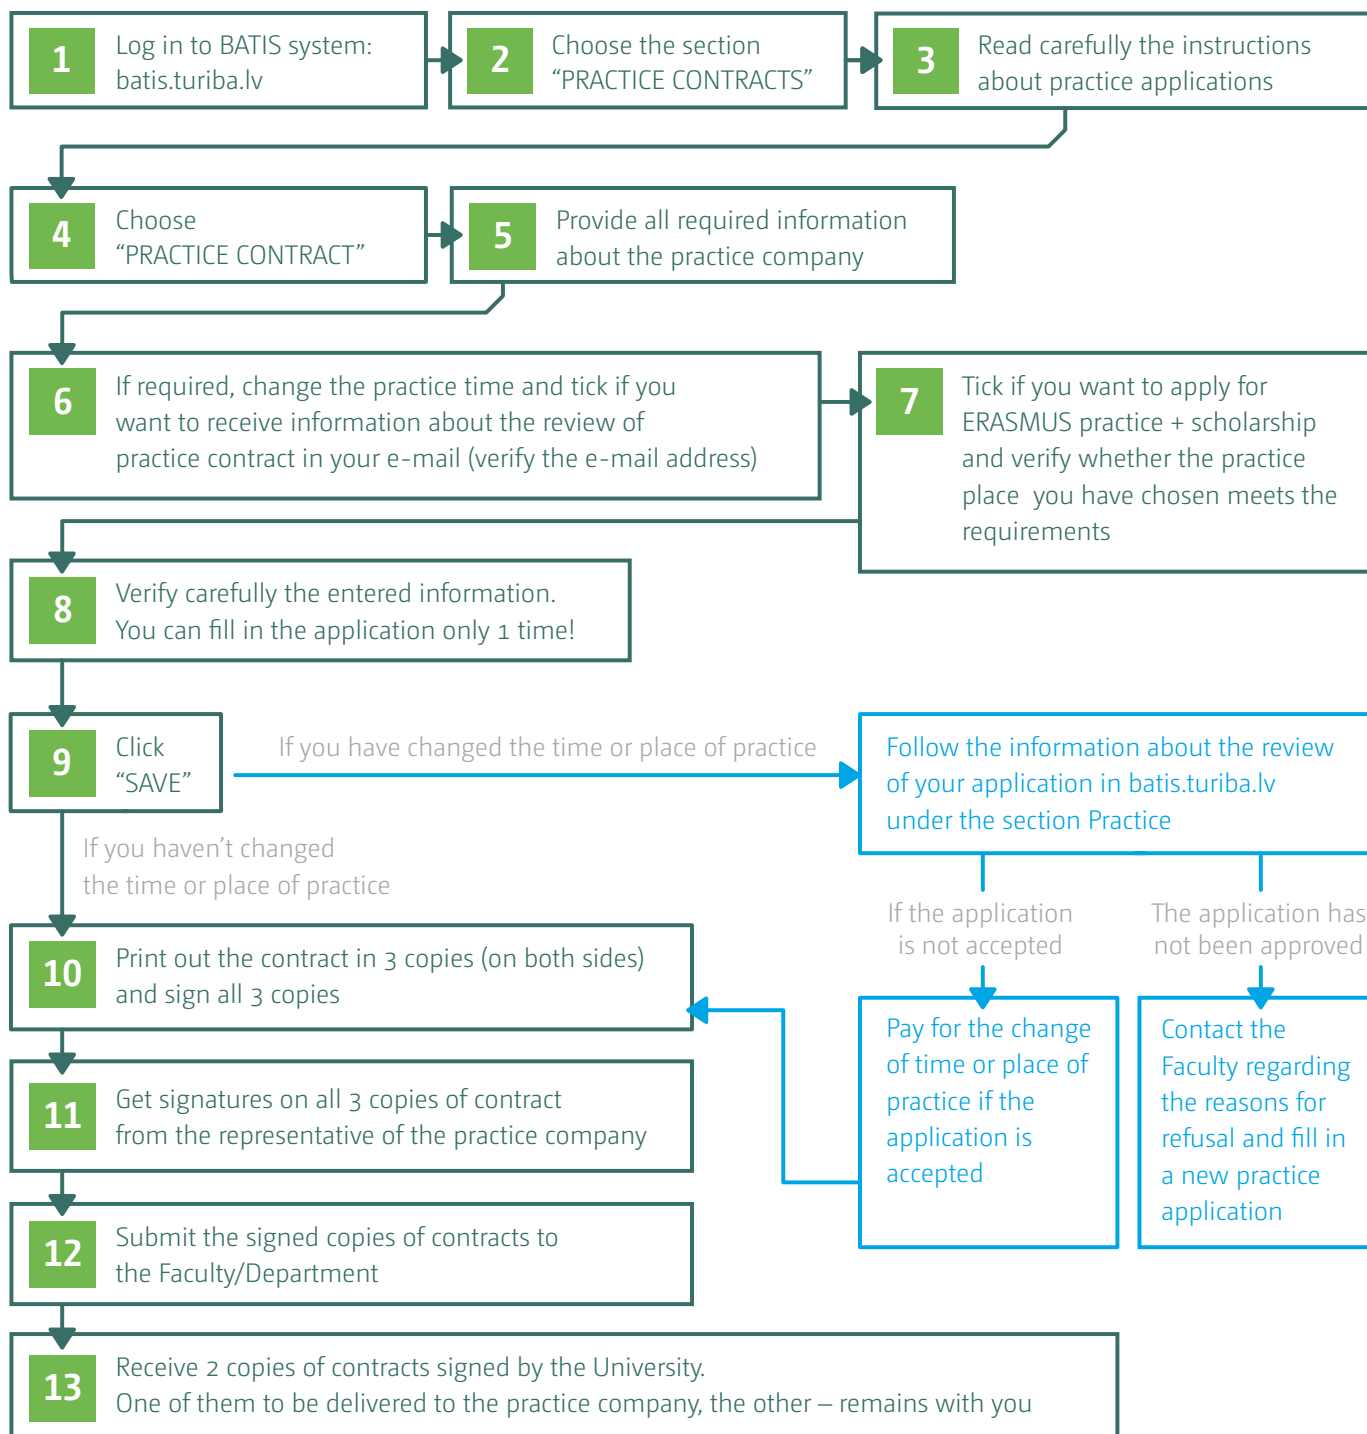 1
Log in to BATIS system:
batis.turiba.lv
2
Choose the section
“PRACTICE CONTRACTS”
3
Read carefully the instructions
about practice applications
4
Choose
“PRACTICE CONTRACT”
5
Provide all required information
about the practice company
6
If required, change the practice time and tick if you
want to receive information about the review of
practice contract in your e-mail (verify the e-mail address)
7
Tick if you want to apply for
ERASMUS practice + scholarship
and verify whether the practice
place you have chosen meets the
requirements
8
Verify carefully the entered information.
You can fill in the application only 1 time!
9
Click
“SAVE”
If you have changed the time or place of practice
Follow the information about the review
of your application in batis.turiba.lv
under the section Practice
If you haven’t changed
the time or place of practice
If the application
is not accepted
The application has
not been approved
10
Print out the contract in 3 copies (on both sides)
and sign all 3 copies
Pay for the change
of time or place of
practice if the
application is
accepted
Contact the
Faculty regarding
the reasons for
refusal and fill in
a new practice
application
11
Get signatures on all 3 copies of contract
from the representative of the practice company
12
Submit the signed copies of contracts to
the Faculty/Department
13
Receive 2 copies of contracts signed by the University.
One of them to be delivered to the practice company, the other – remains with you